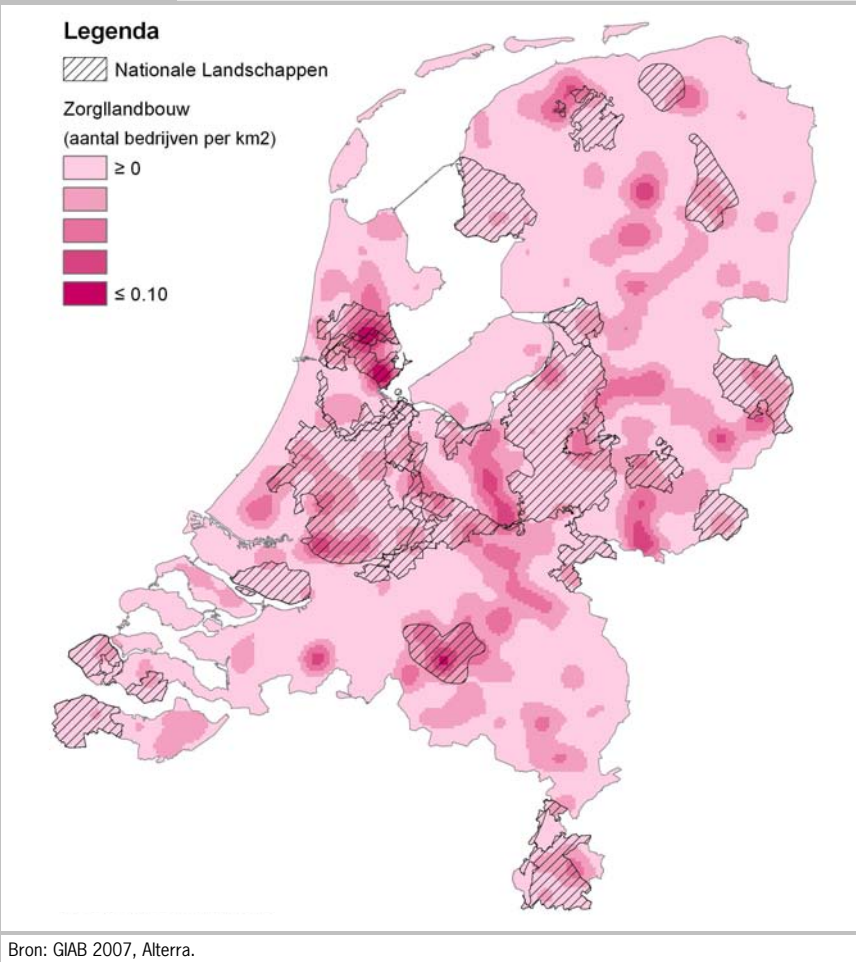 Legenda
Nationale Landschappen
Zorgllandbouw
(aantal bedrijven per km2)
≥ 0
≤ 0.10
Bron: GIAB 2007, Alterra.